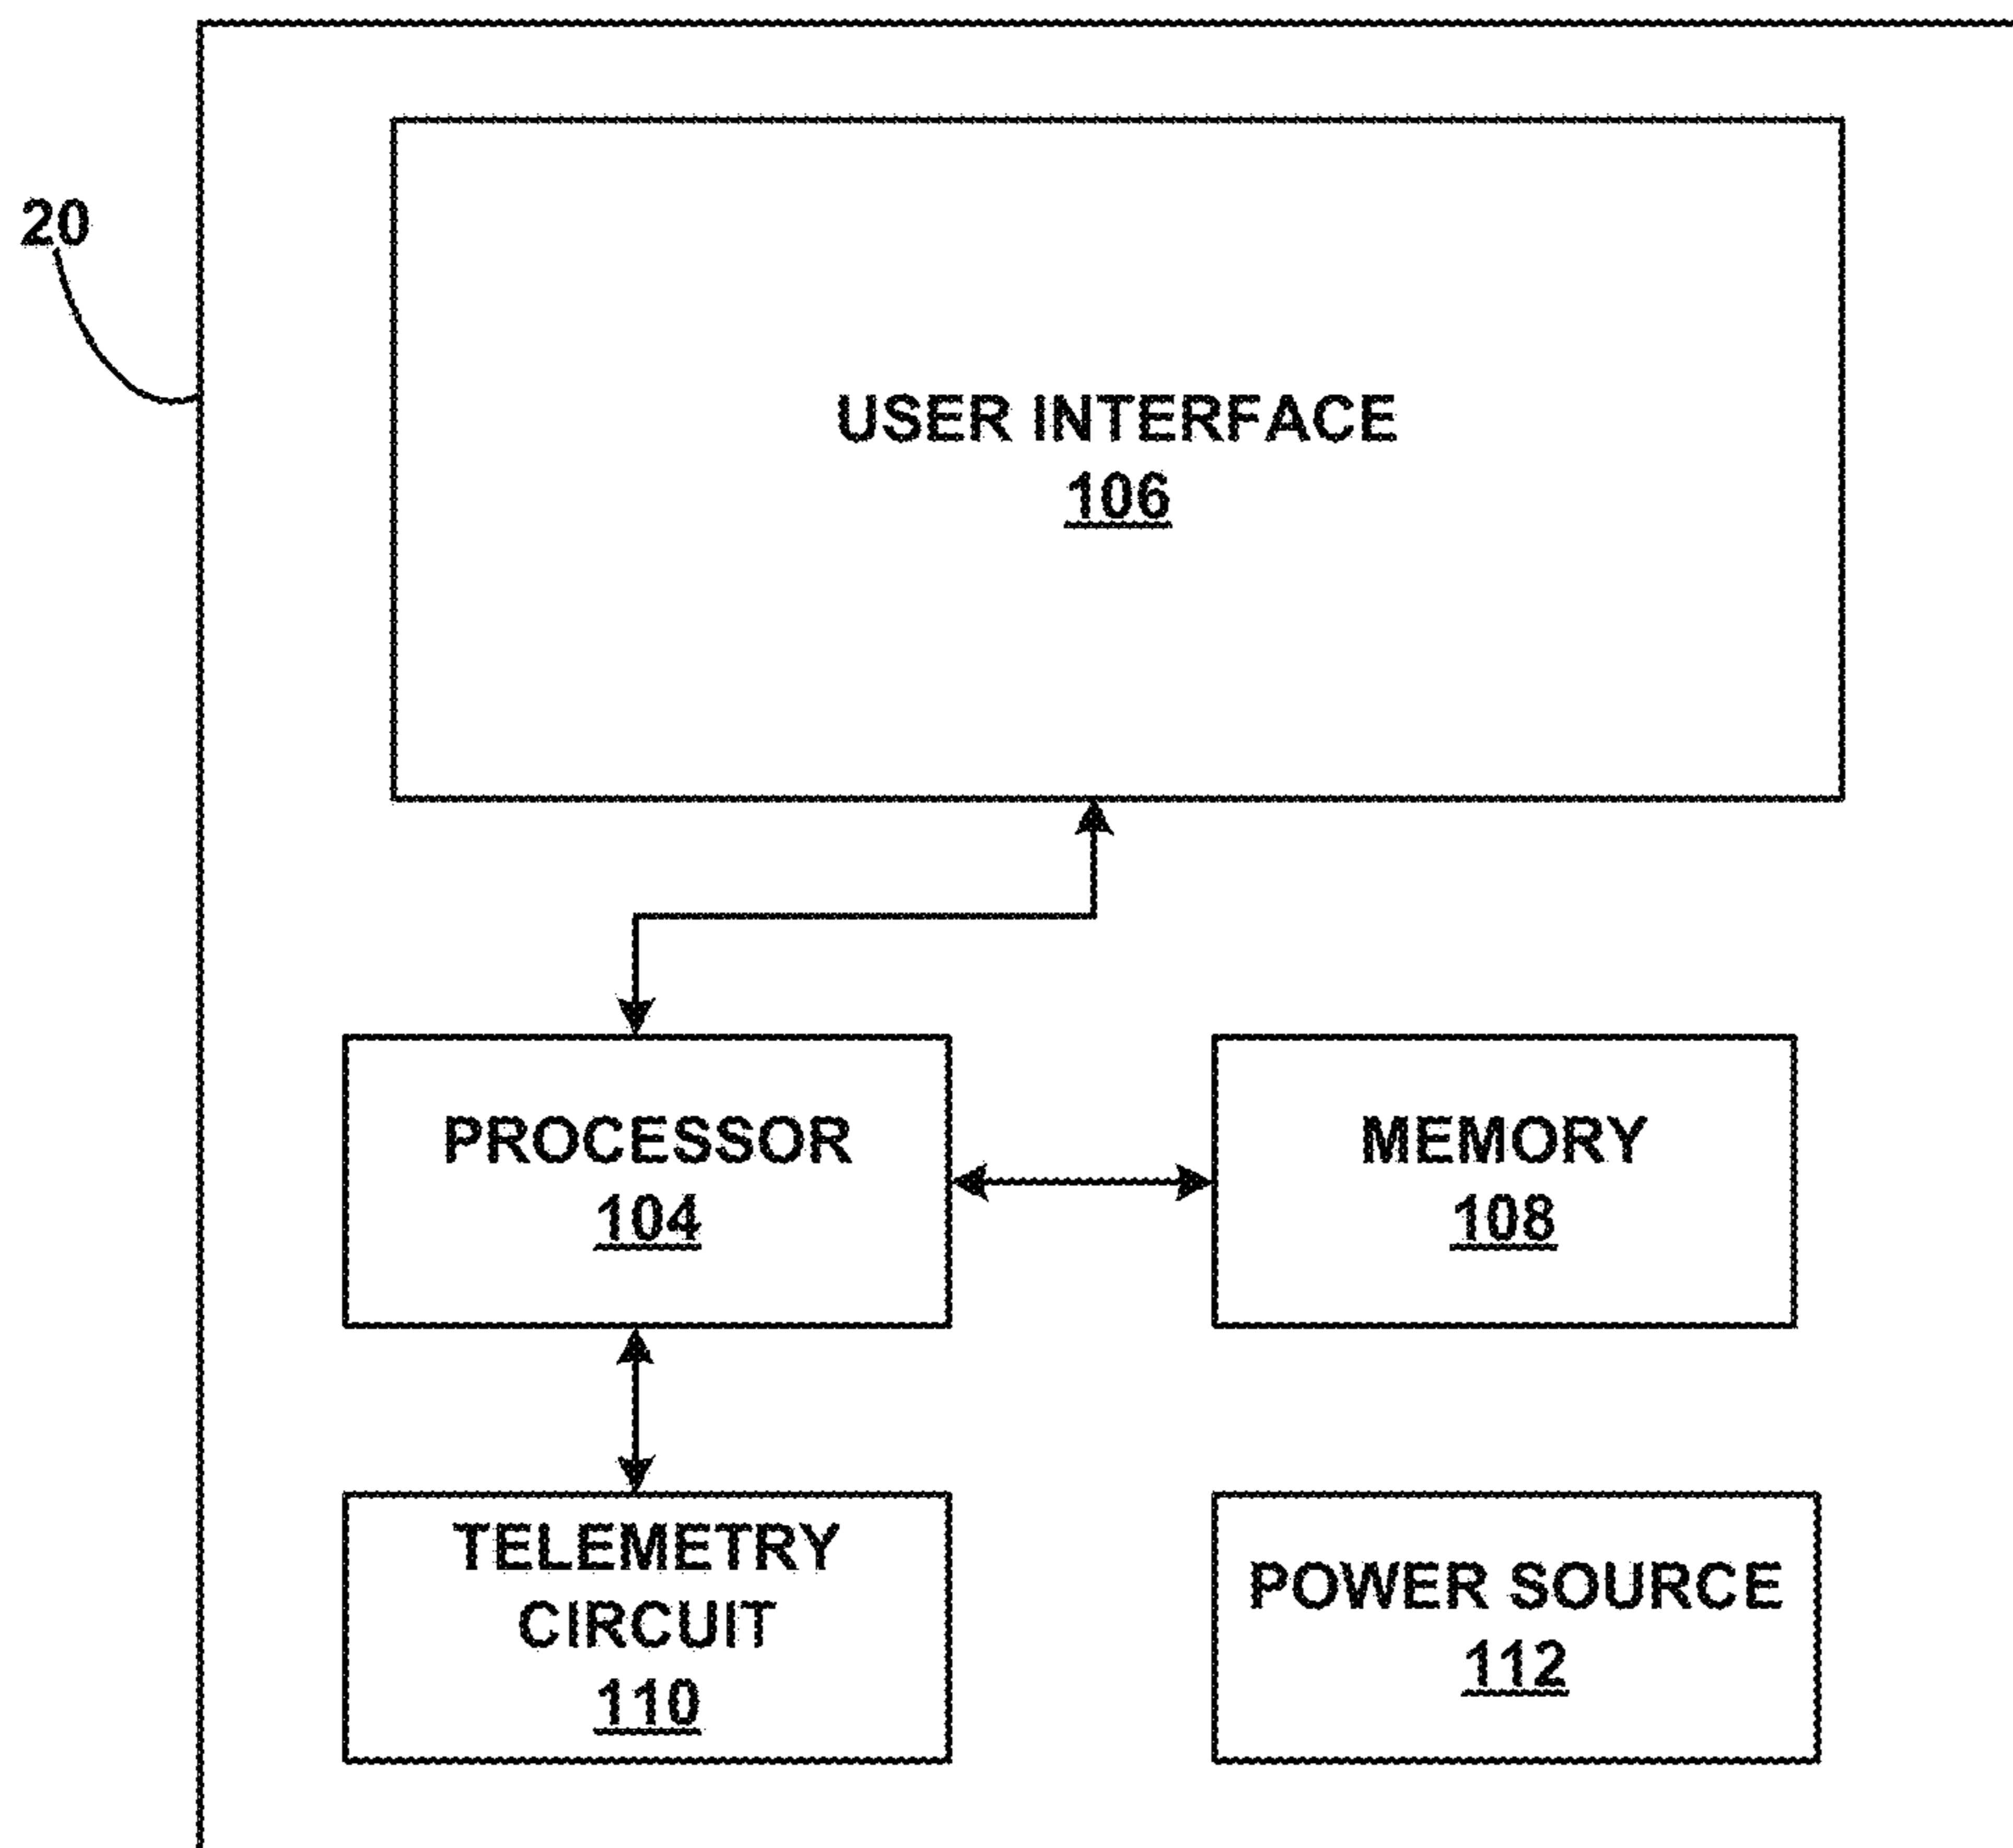 20
USER INTERFACE
106
PROCESSOR
104
MEMORY
108
TELEMETRY
CIRCUIT
110
POWER SOURCE
112